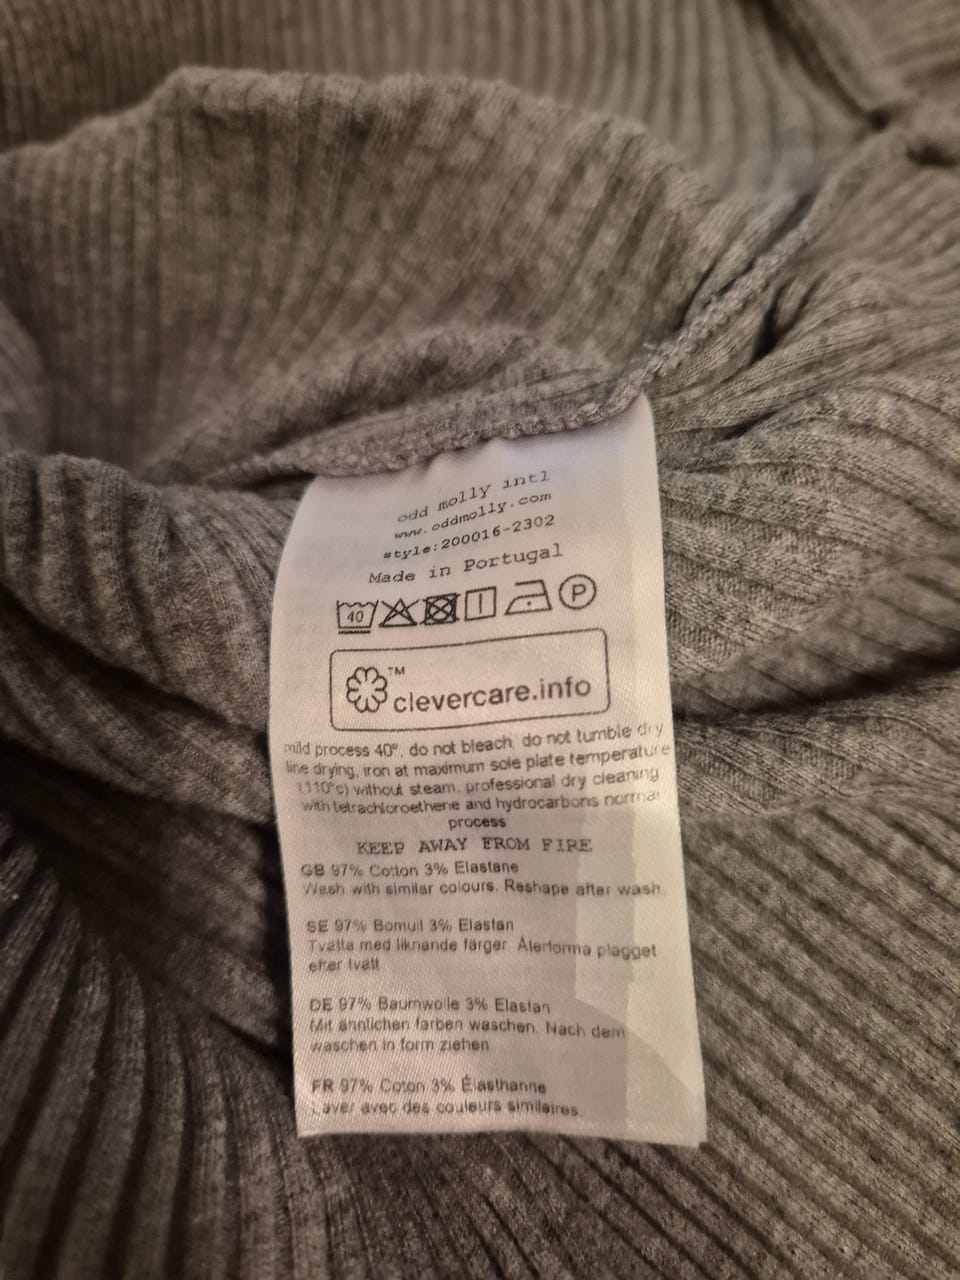 odd molly intl
www.oddmolly.com
style:200016-2302
Made in Portugal
40 P
TM
clevercare.info
mild process 40°, do not bleach, do not tumble dry
line drying, iron at maximum sole plate temperature
(110°c) without steam, professional dry cleaning
with tetrachloroethene and hydrocarbons normal
process
KEEP AWAY FROM FIRE
GB 97% Cotton 3% Elastane
Wash with similar colours. Reshape after wash.
SE 97% Bomull 3% Elastan
Tvätta med liknande färger. Återforma plagget
efter tvätt
DE 97% Baumwolle 3% Elastan
Mit ähnlichen farben waschen. Nach dem
waschen in form ziehen
FR 97% Coton 3% Élasthanne
Laver avec des couleurs similaires.